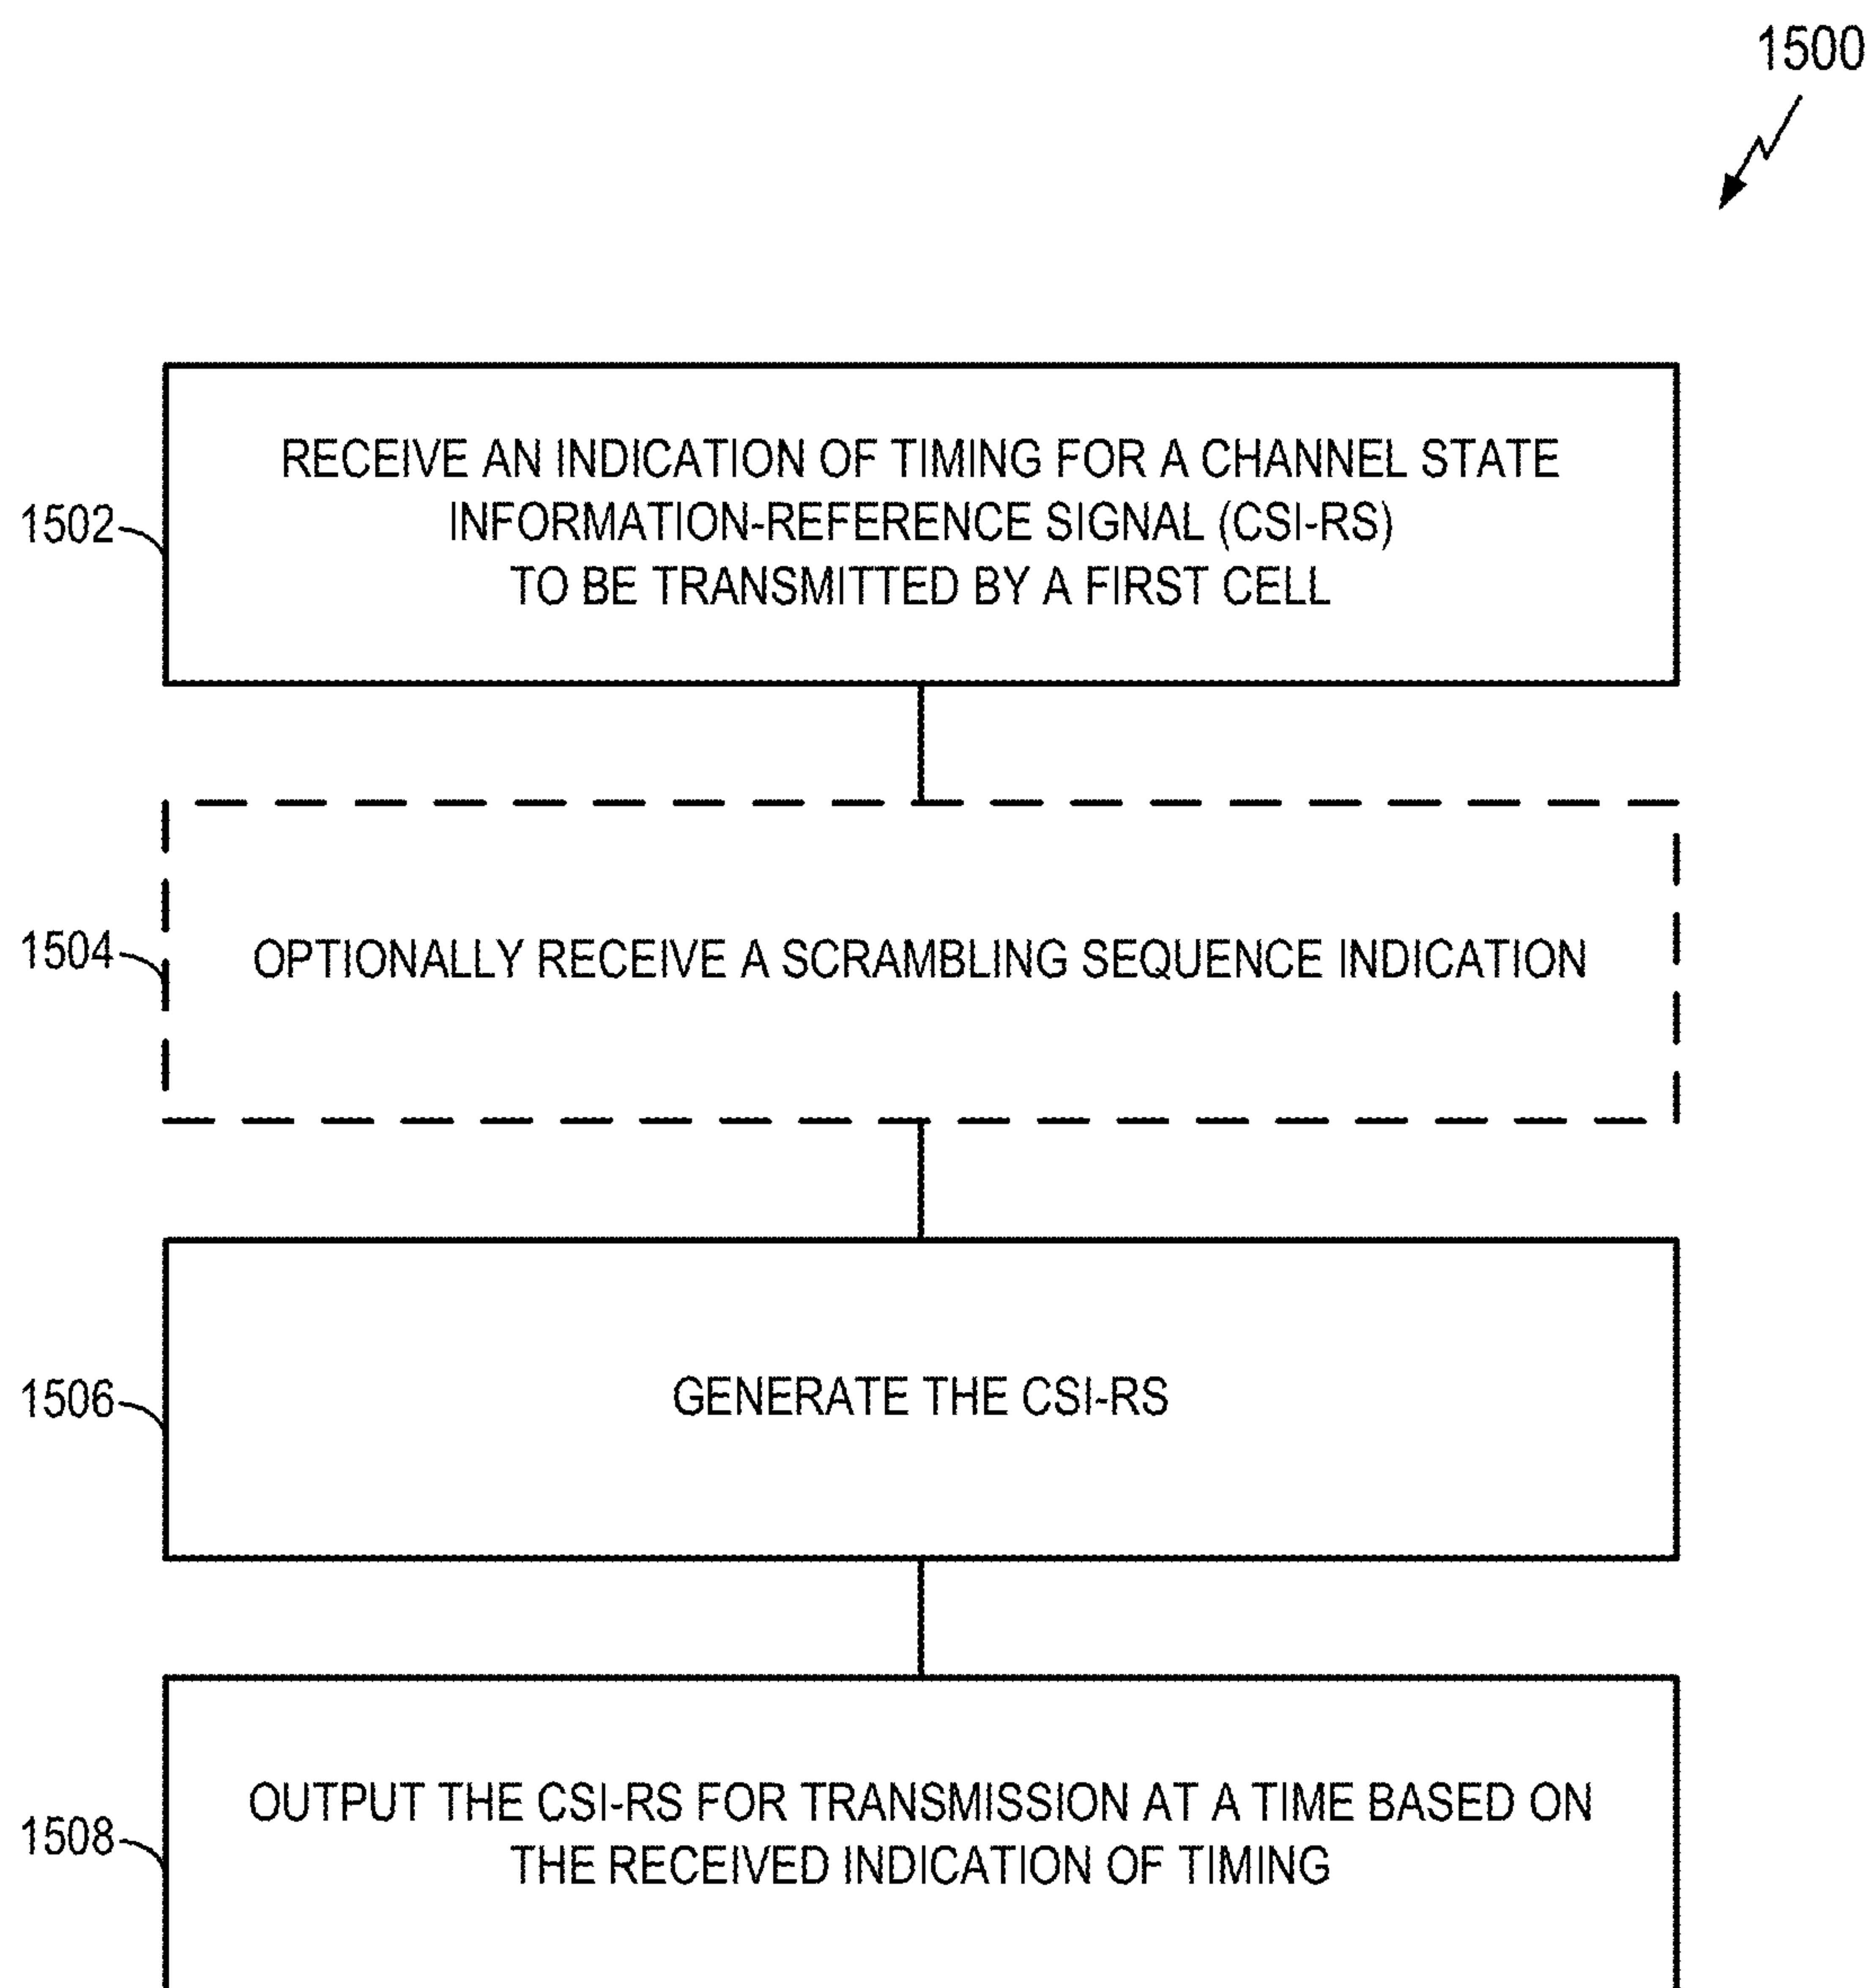 1500
1502
RECEIVE AN INDICATION OF TIMING FOR A CHANNEL STATE
INFORMATION-REFERENCE SIGNAL (CSI-RS)
TO BE TRANSMITTED BY A FIRST CELL
1504
OPTIONALLY RECEIVE A SCRAMBLING SEQUENCE INDICATION
1506
GENERATE THE CSI-RS
1508
OUTPUT THE CSI-RS FOR TRANSMISSION AT A TIME BASED ON
THE RECEIVED INDICATION OF TIMING